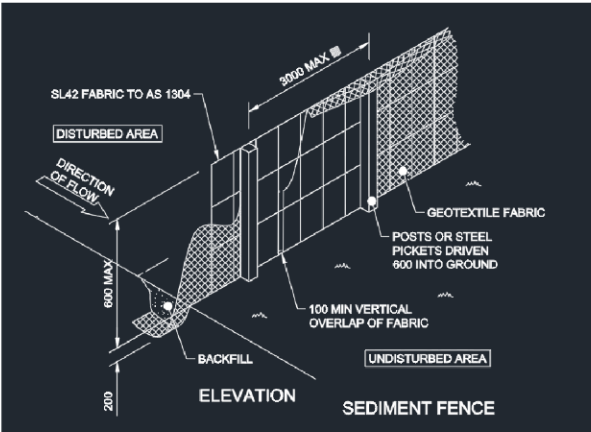 3000 MAX
SL42 FABRIC TO AS 1304
DISTURBED AREA
DIRECTION
OF FLOW
GEOTEXTILE FABRIC
POSTS OR STEEL
PICKETS DRIVEN
600 INTO GROUND
600 MAX
100 MIN VERTICAL
OVERLAP OF FABRIC
BACKFILL
UNDISTURBED AREA
200
ELEVATION
SEDIMENT FENCE